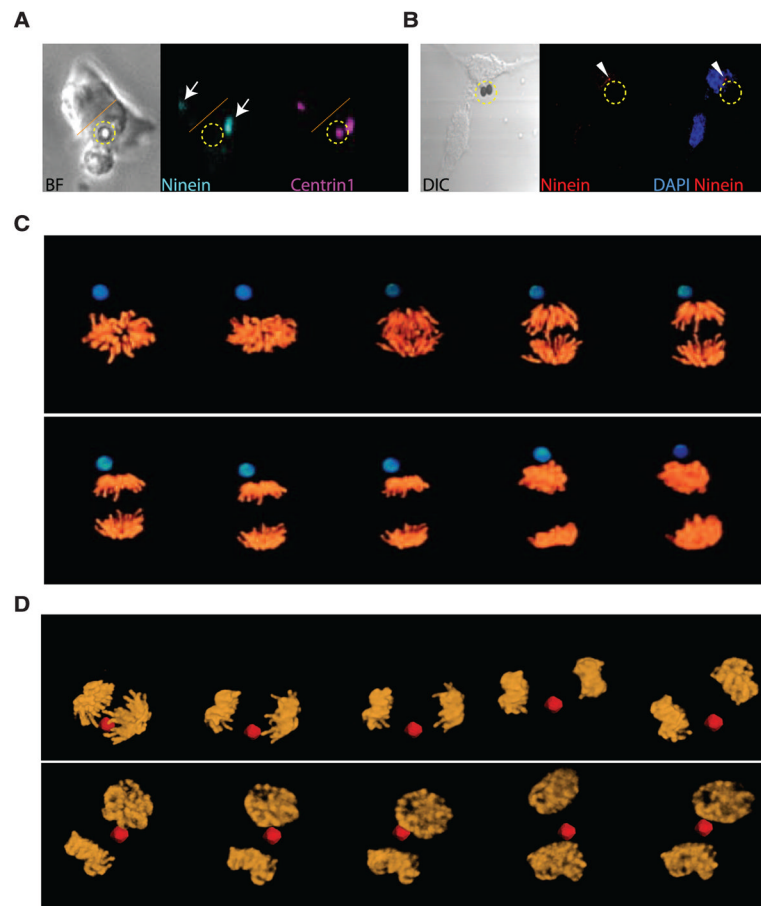 A
B
BF
Ninein
Centrin1
DIC
Ninein
DAPI Ninein
C
D